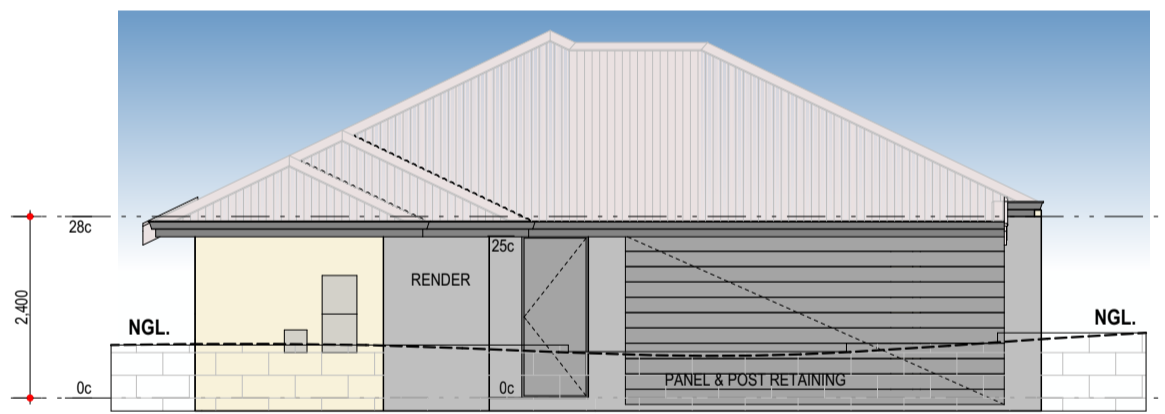 28c
25c
RENDER
2,400
NGL.
NGL.
PANEL & POST RETAINING
0c
0c